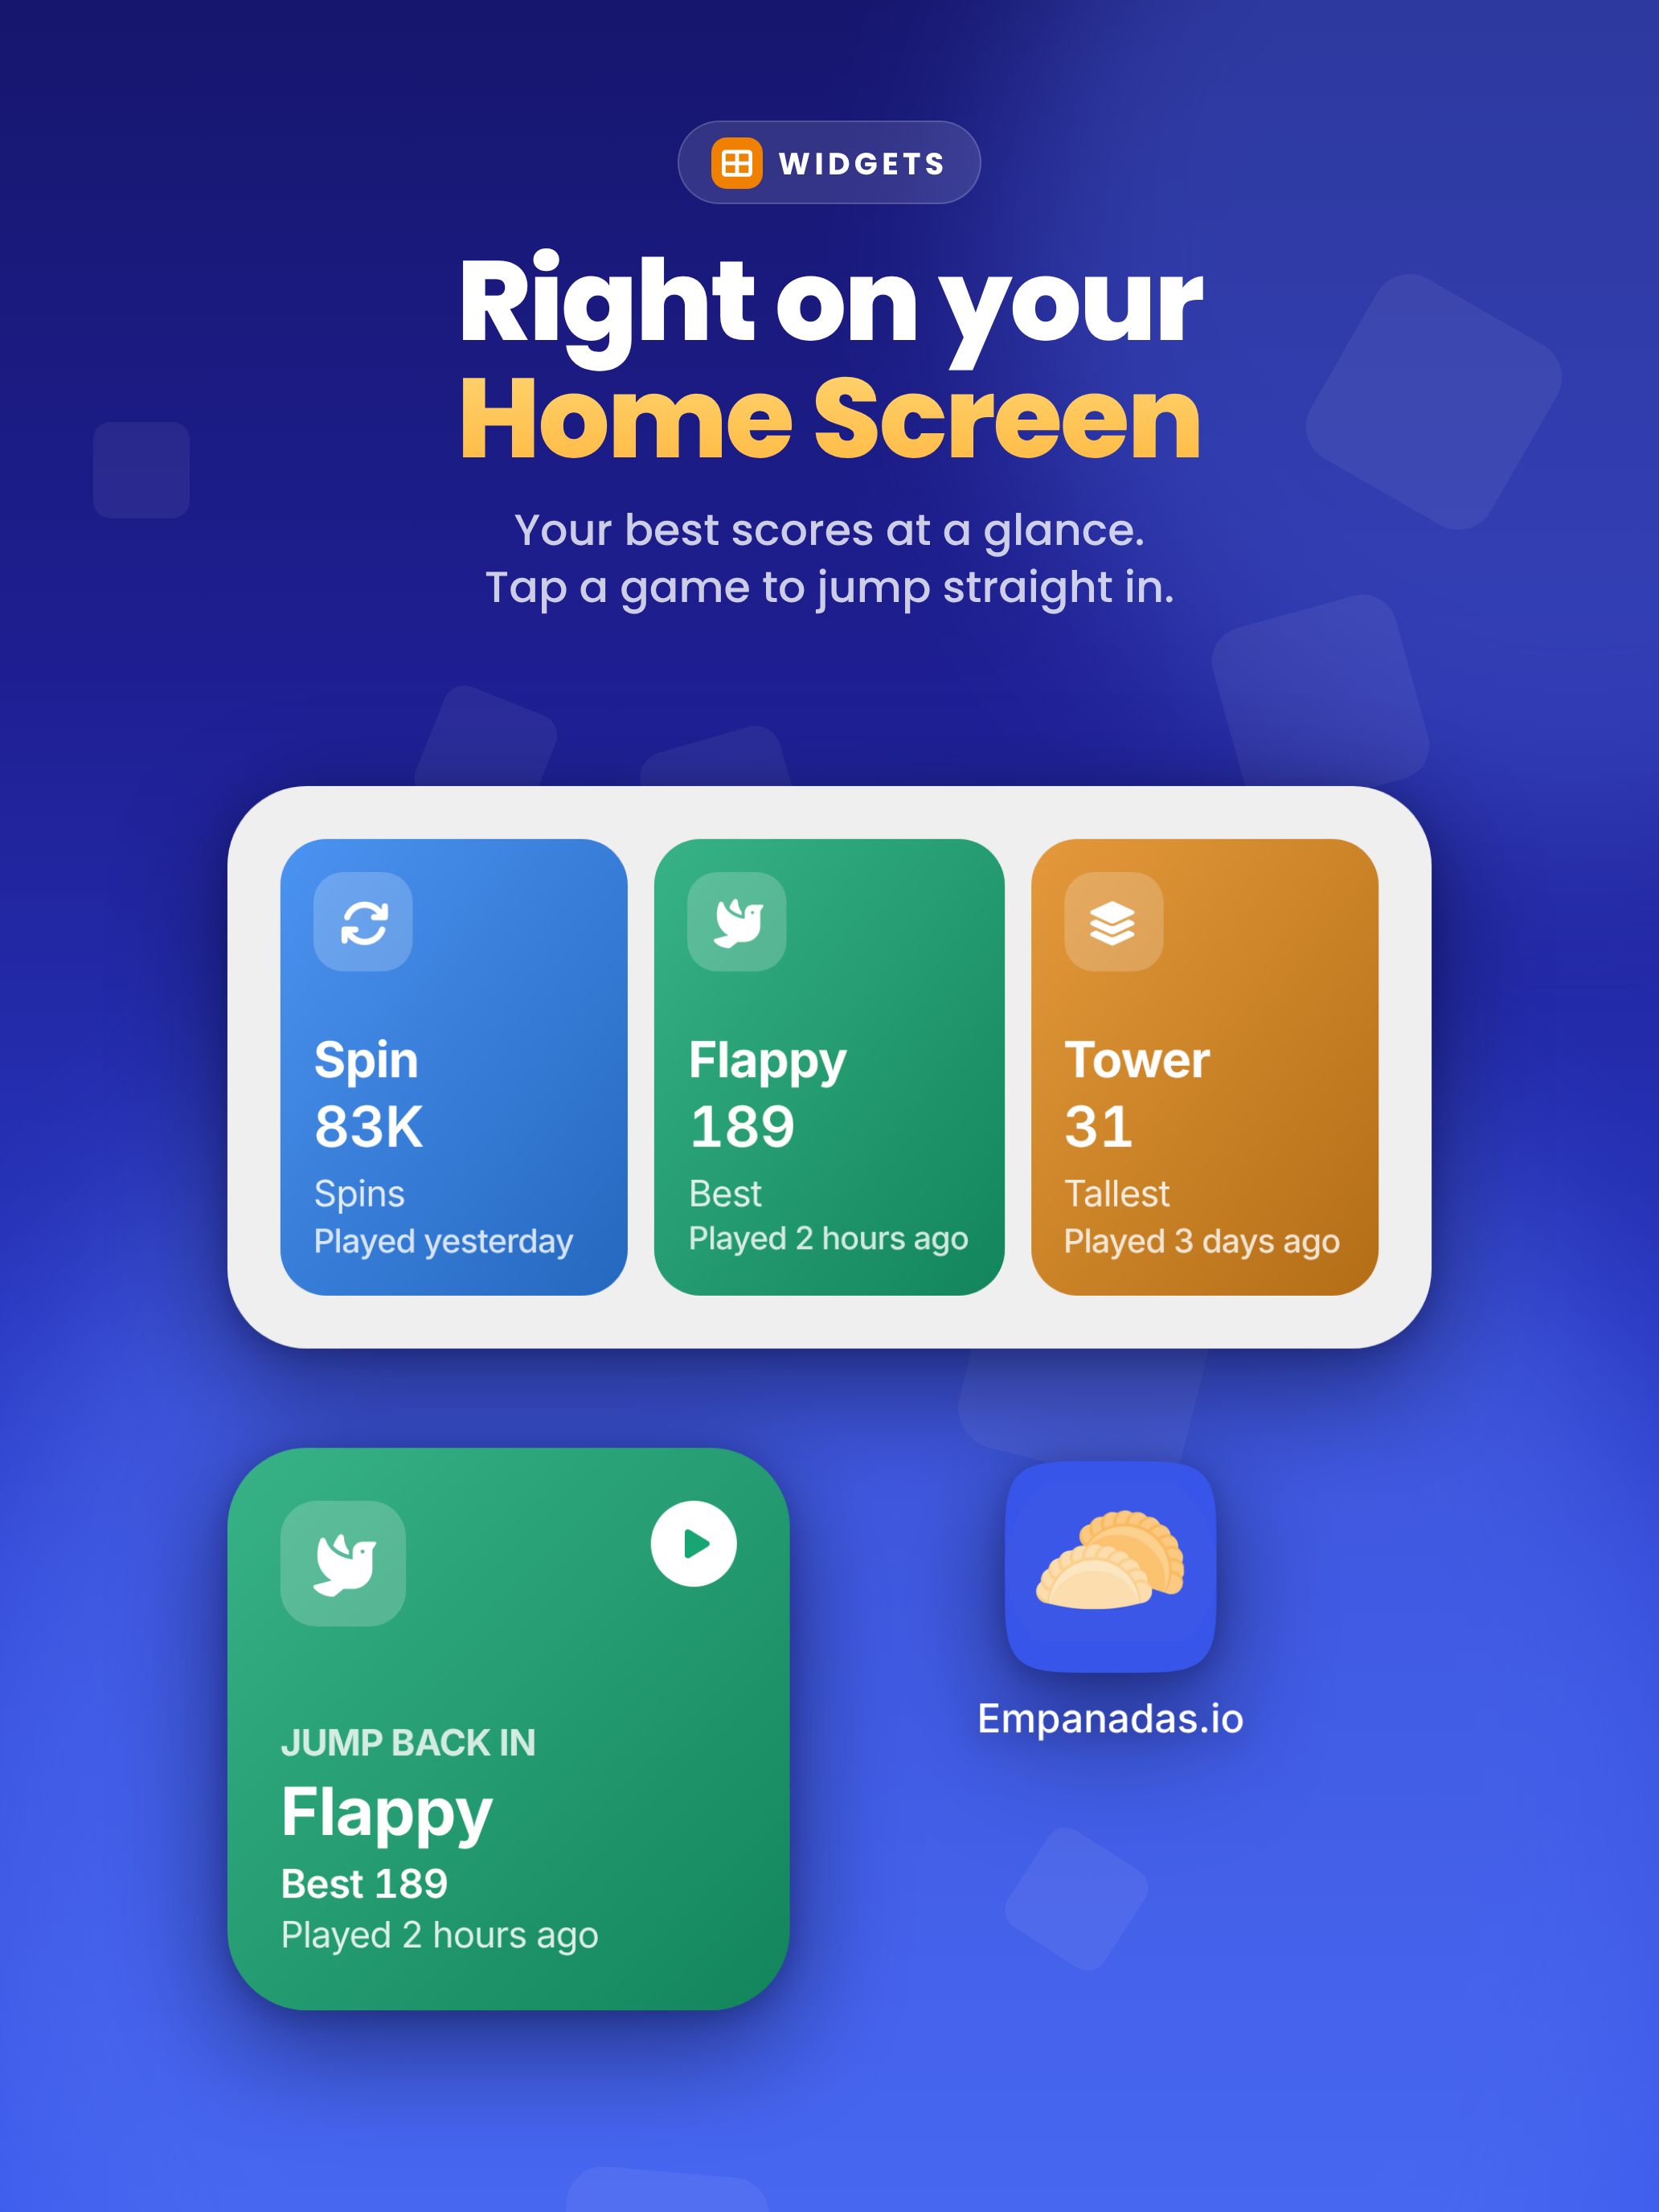 WIDGETS
Right on your
Home Screen
Your best scores at a glance.
Tap a game to jump straight in.
Spin
83K
Spins
Played yesterday
Flappy
189
Best
Played 2 hours ago
Tower
31
Tallest
Played 3 days ago
JUMP BACK IN
Flappy
Best 189
Played 2 hours ago
Empanadas.io